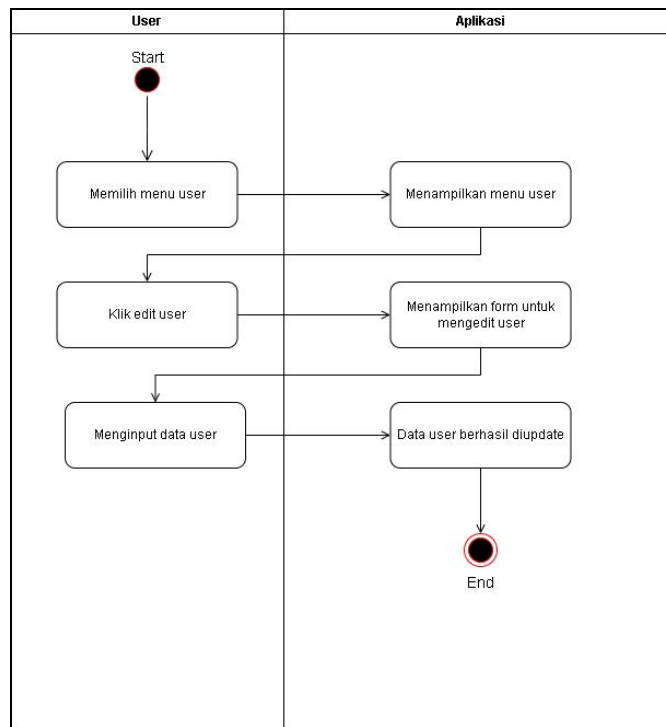 User
Aplikasi
Start
Memilih menu user
Menampilkan menu user
Klik edit user
Menampilkan form untuk
mengedit user
Menginput data user
Data user berhasil diupdate
End